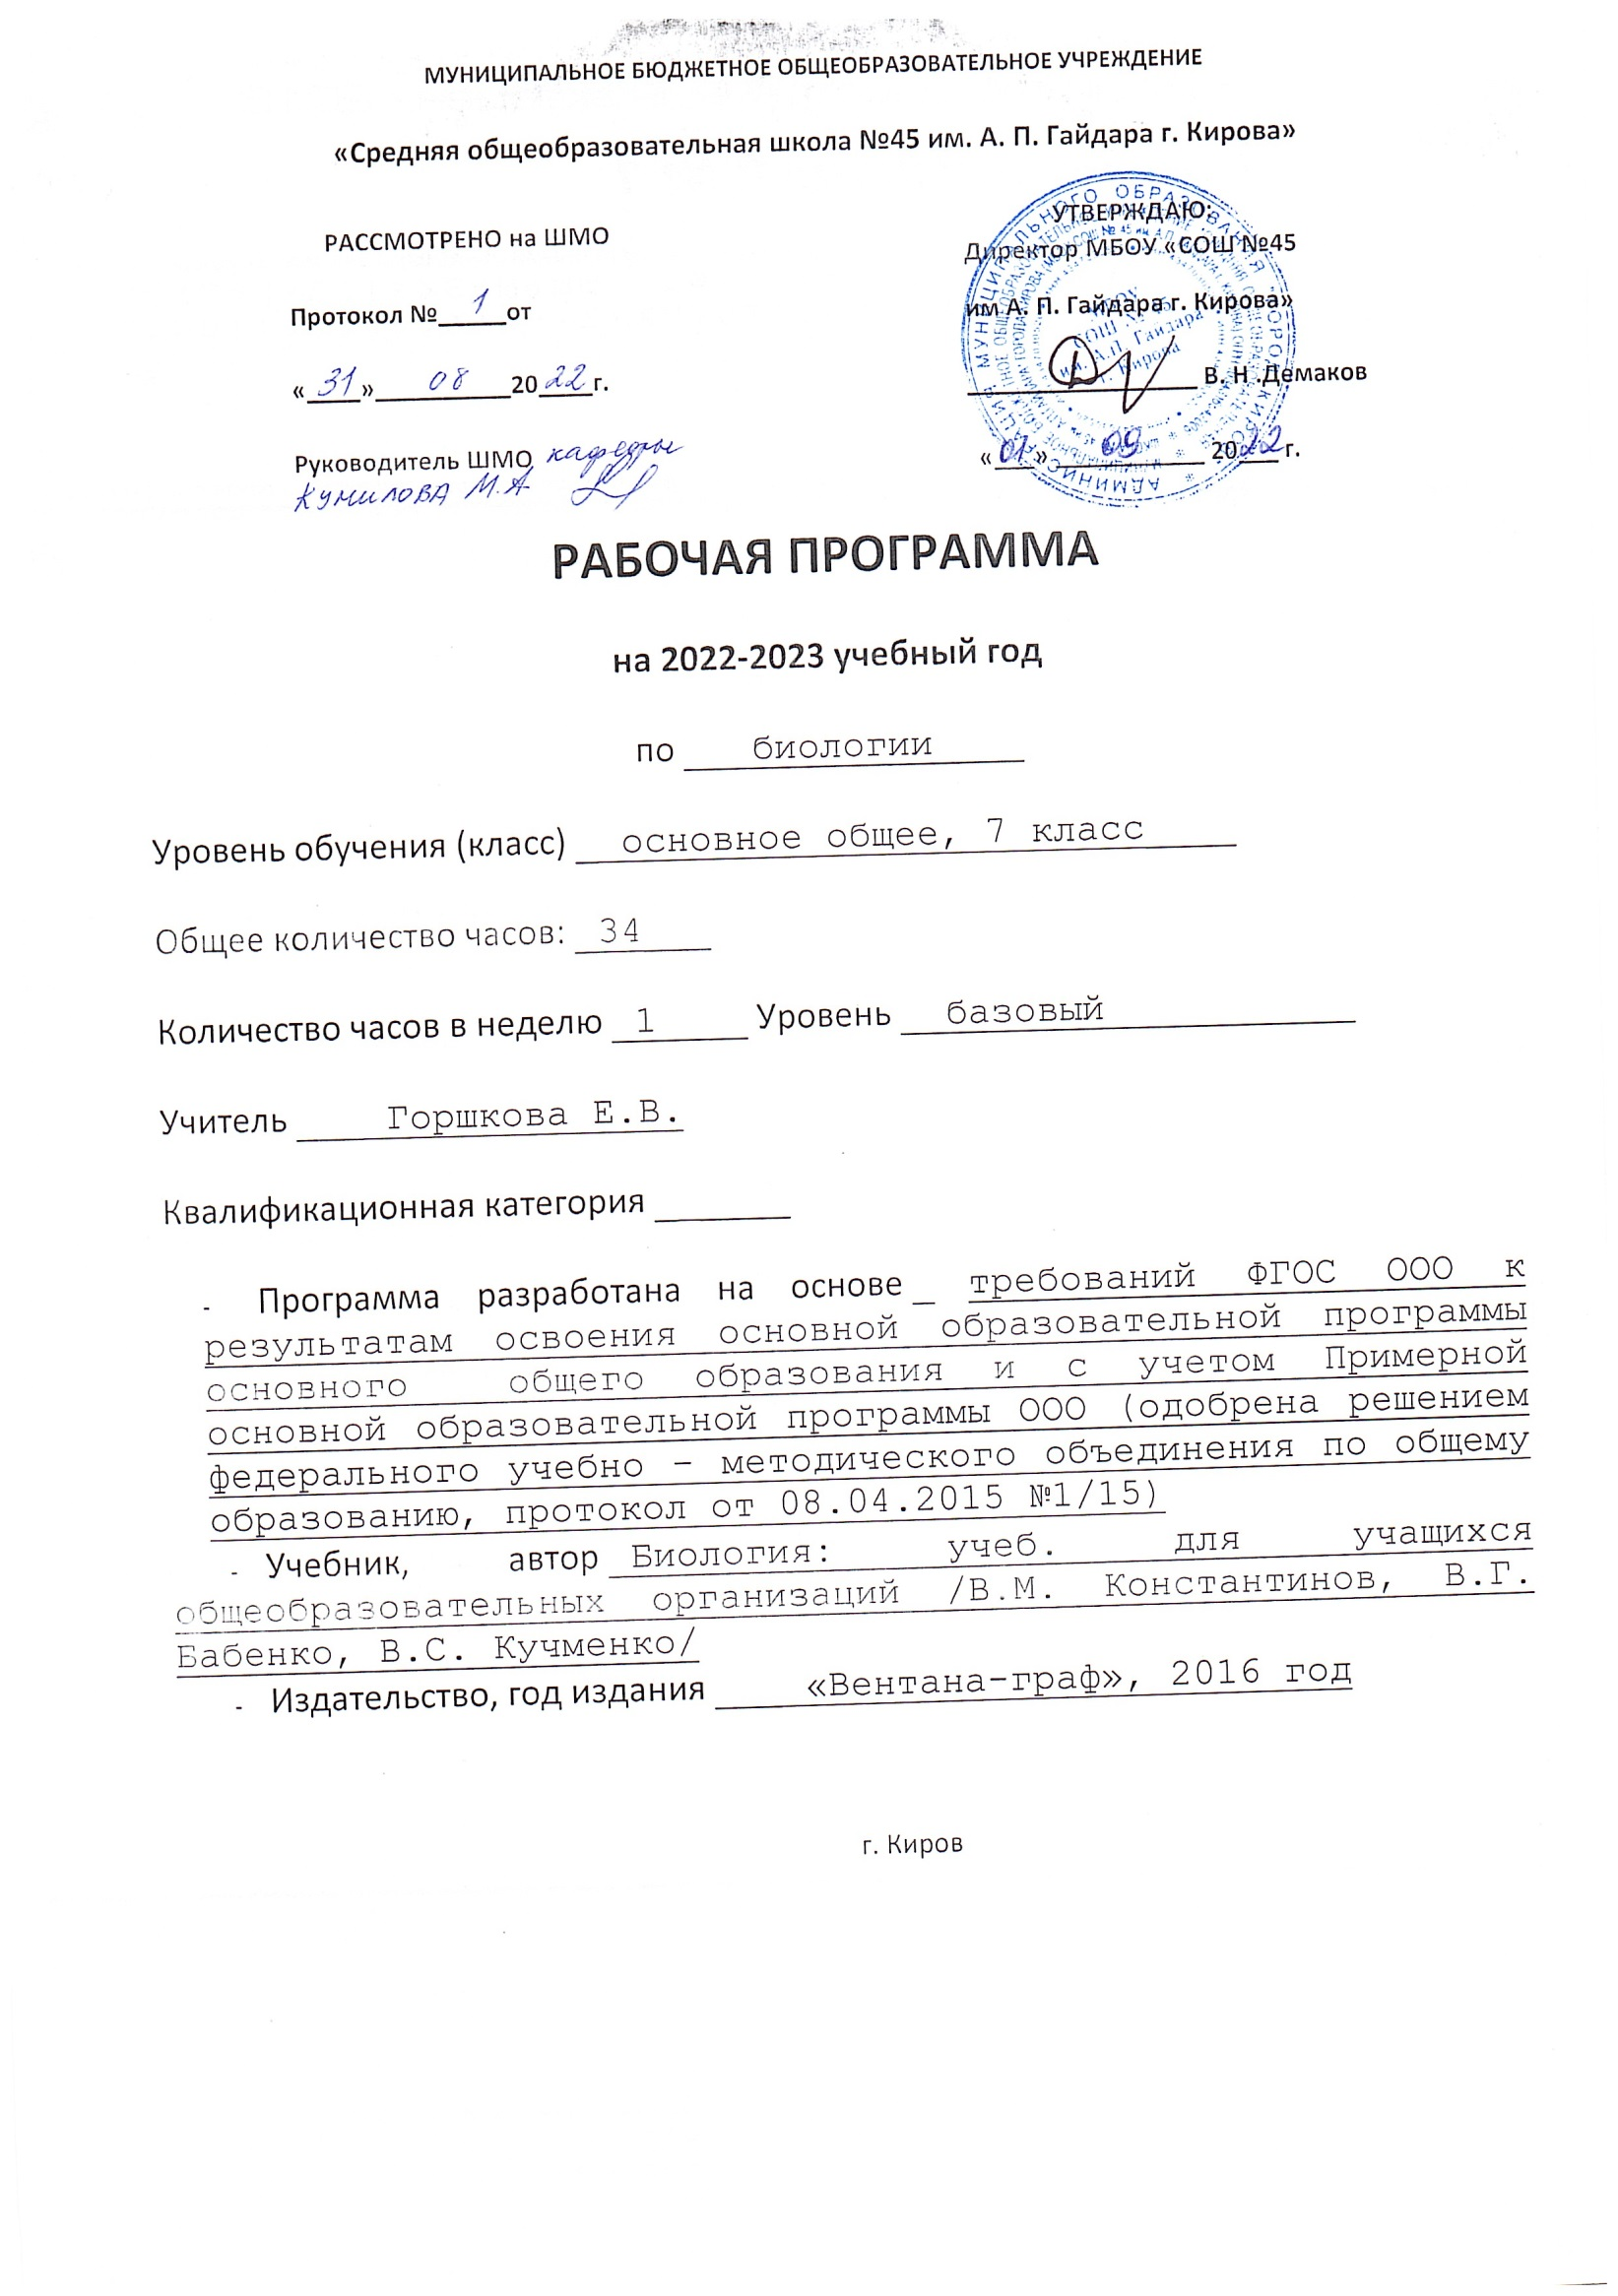 МУНИЦИПАЛЬНОЕ БЮДЖЕТНОЕ ОБЩЕОБРАЗОВАТЕЛЬНОЕ УЧРЕЖДЕНИЕ
«Средняя общеобразовательная школа №45 им. А. П. Гайдара г. Кирова»
РАССМОТРЕНО на ШМО
Протокол № 1 от
« 31 » 08 2022 г.
Руководитель ШМО кафедры
Кумилова М.А
УТВЕРЖДАЮ:
Директор МБОУ «СОШ №45
им А. П. Гайдара г. Кирова»
В. Н .Демаков
« 01 » 09 2022 г.
РАБОЧАЯ ПРОГРАММА
на 2022-2023 учебный год
по биологии
Уровень обучения (класс) основное общее, 7 класс
Общее количество часов: 34
Количество часов в неделю 1 Уровень базовый
Учитель Горшкова Е.В.
Квалификационная категория
- Программа разработана на основе _ требований ФГОС ООО к
результатам освоения основной образовательной программы
основного общего образования и с учетом Примерной
основной образовательной программы ООО (одобрена решением
федерального учебно – методического объединения по общему
образованию, протокол от 08.04.2015 №1/15)
- Учебник, автор Биология: учеб. для учащихся
общеобразовательных организаций /В.М. Константинов, В.Г.
Бабенко, В.С. Кучменко/
- Издательство, год издания «Вентана-граф», 2016 год
г. Киров